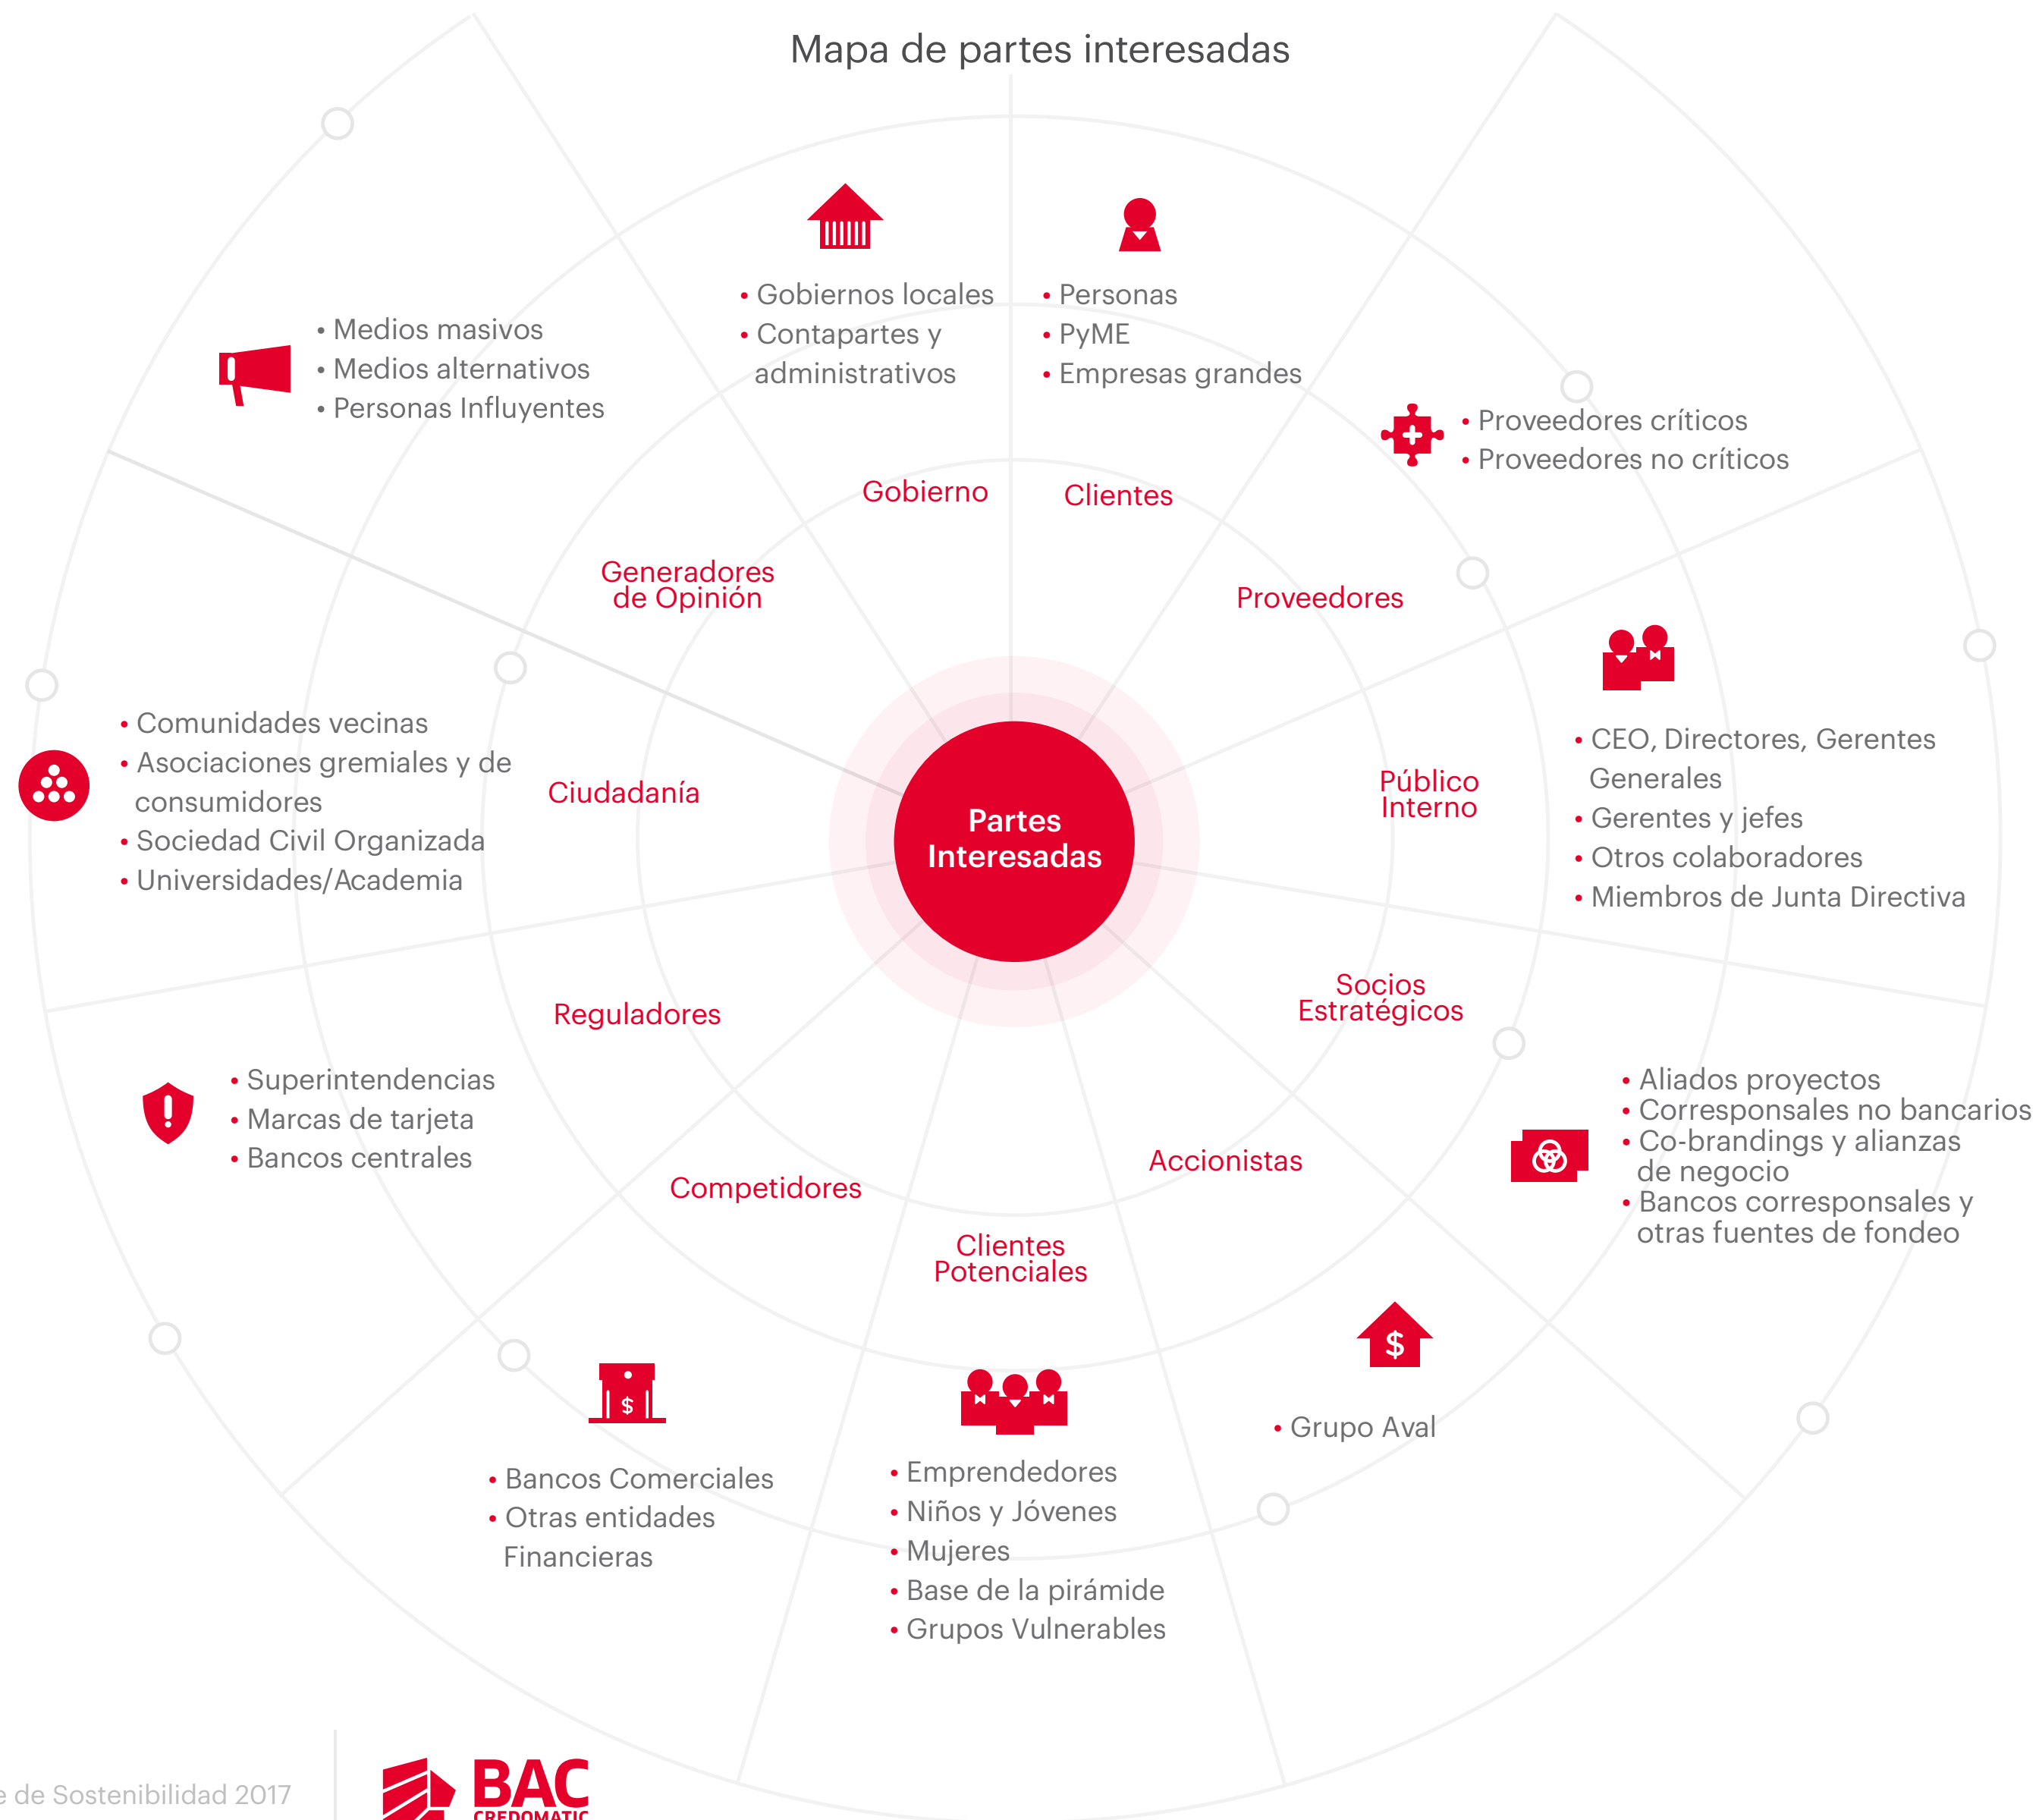 Mapa de partes interesadas
• Gobiernos locales
• Contapartes y
administrativos
Gobierno
• Personas
• PyME
• Empresas grandes
Clientes
• Proveedores críticos
• Proveedores no críticos
Proveedores
• CEO, Directores, Gerentes
Generales
• Gerentes y jefes
• Otros colaboradores
• Miembros de Junta Directiva
Público
Interno
Socios
Estratégicos
• Aliados proyectos
• Corresponsales no bancarios
• Co-brandings y alianzas
de negocio
• Bancos corresponsales y
otras fuentes de fondeo
Accionistas
$
• Grupo Aval
Clientes
Potenciales
• Emprendedores
• Niños y Jóvenes
• Mujeres
• Base de la pirámide
• Grupos Vulnerables
Competidores
$
• Bancos Comerciales
• Otras entidades
Financieras
Reguladores
• Superintendencias
• Marcas de tarjeta
• Bancos centrales
Ciudadanía
• Comunidades vecinas
• Asociaciones gremiales y de
consumidores
• Sociedad Civil Organizada
• Universidades/Academia
Generadores
de Opinión
• Medios masivos
• Medios alternativos
• Personas Influyentes
Partes
Interesadas
e de Sostenibilidad 2017
BAC
CREDOMATIC